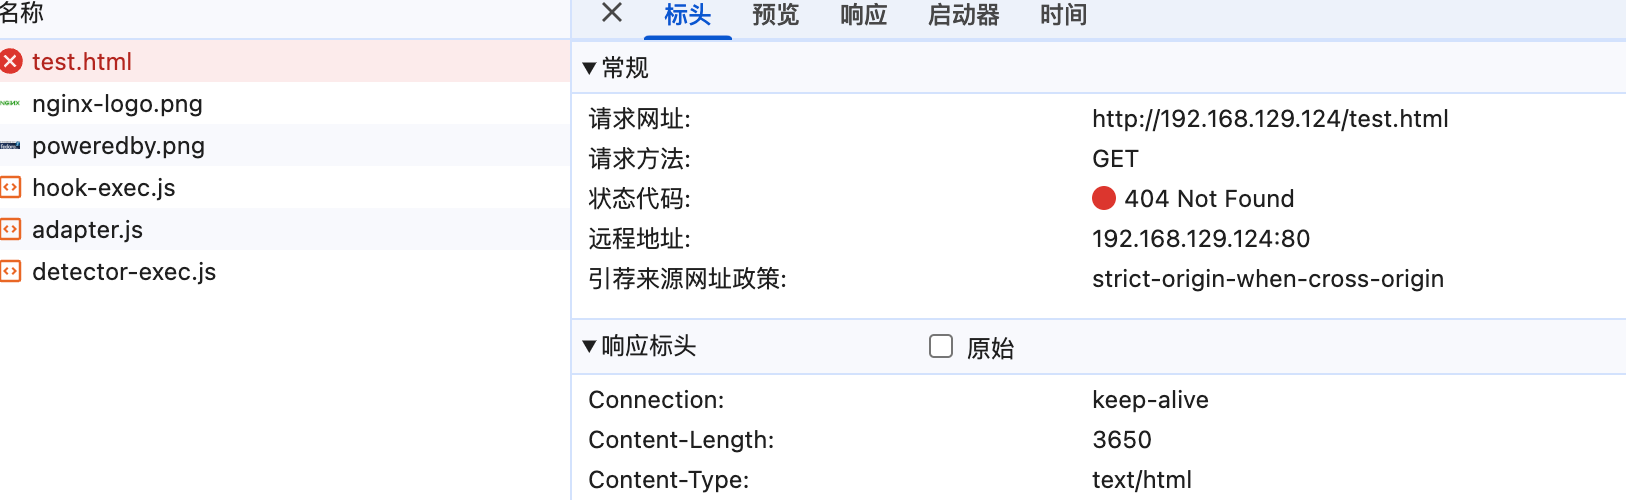 名称
test.html
nginx-logo.png
poweredby.png
hook-exec.js
adapter.js
detector-exec.js
标头 预览 响应 启动器 时间
常规
请求网址: http://192.168.129.124/test.html
请求方法: GET
状态代码: 404 Not Found
远程地址: 192.168.129.124:80
引荐来源网址政策: strict-origin-when-cross-origin
响应标头 原始
Connection: keep-alive
Content-Length: 3650
Content-Type: text/html